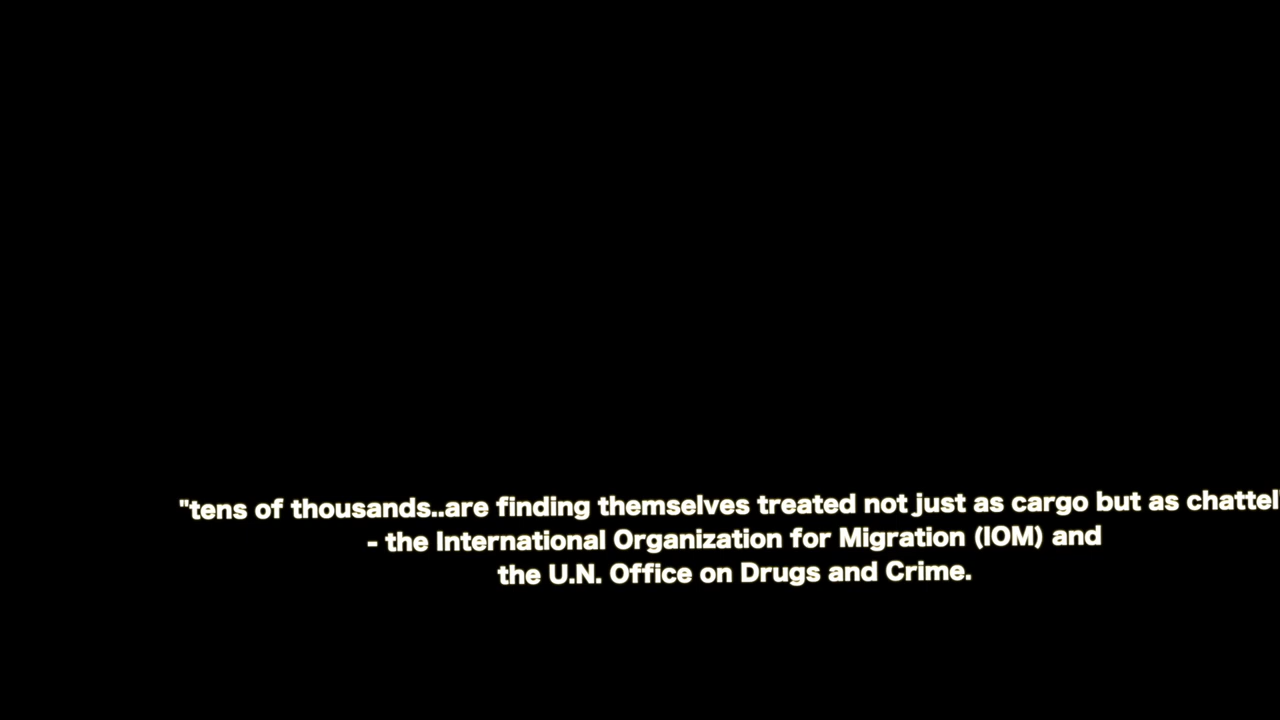 "tens of thousands..are finding themselves treated not just as cargo but as chattel"
- the International Organization for Migration (IOM) and
the U.N. Office on Drugs and Crime.